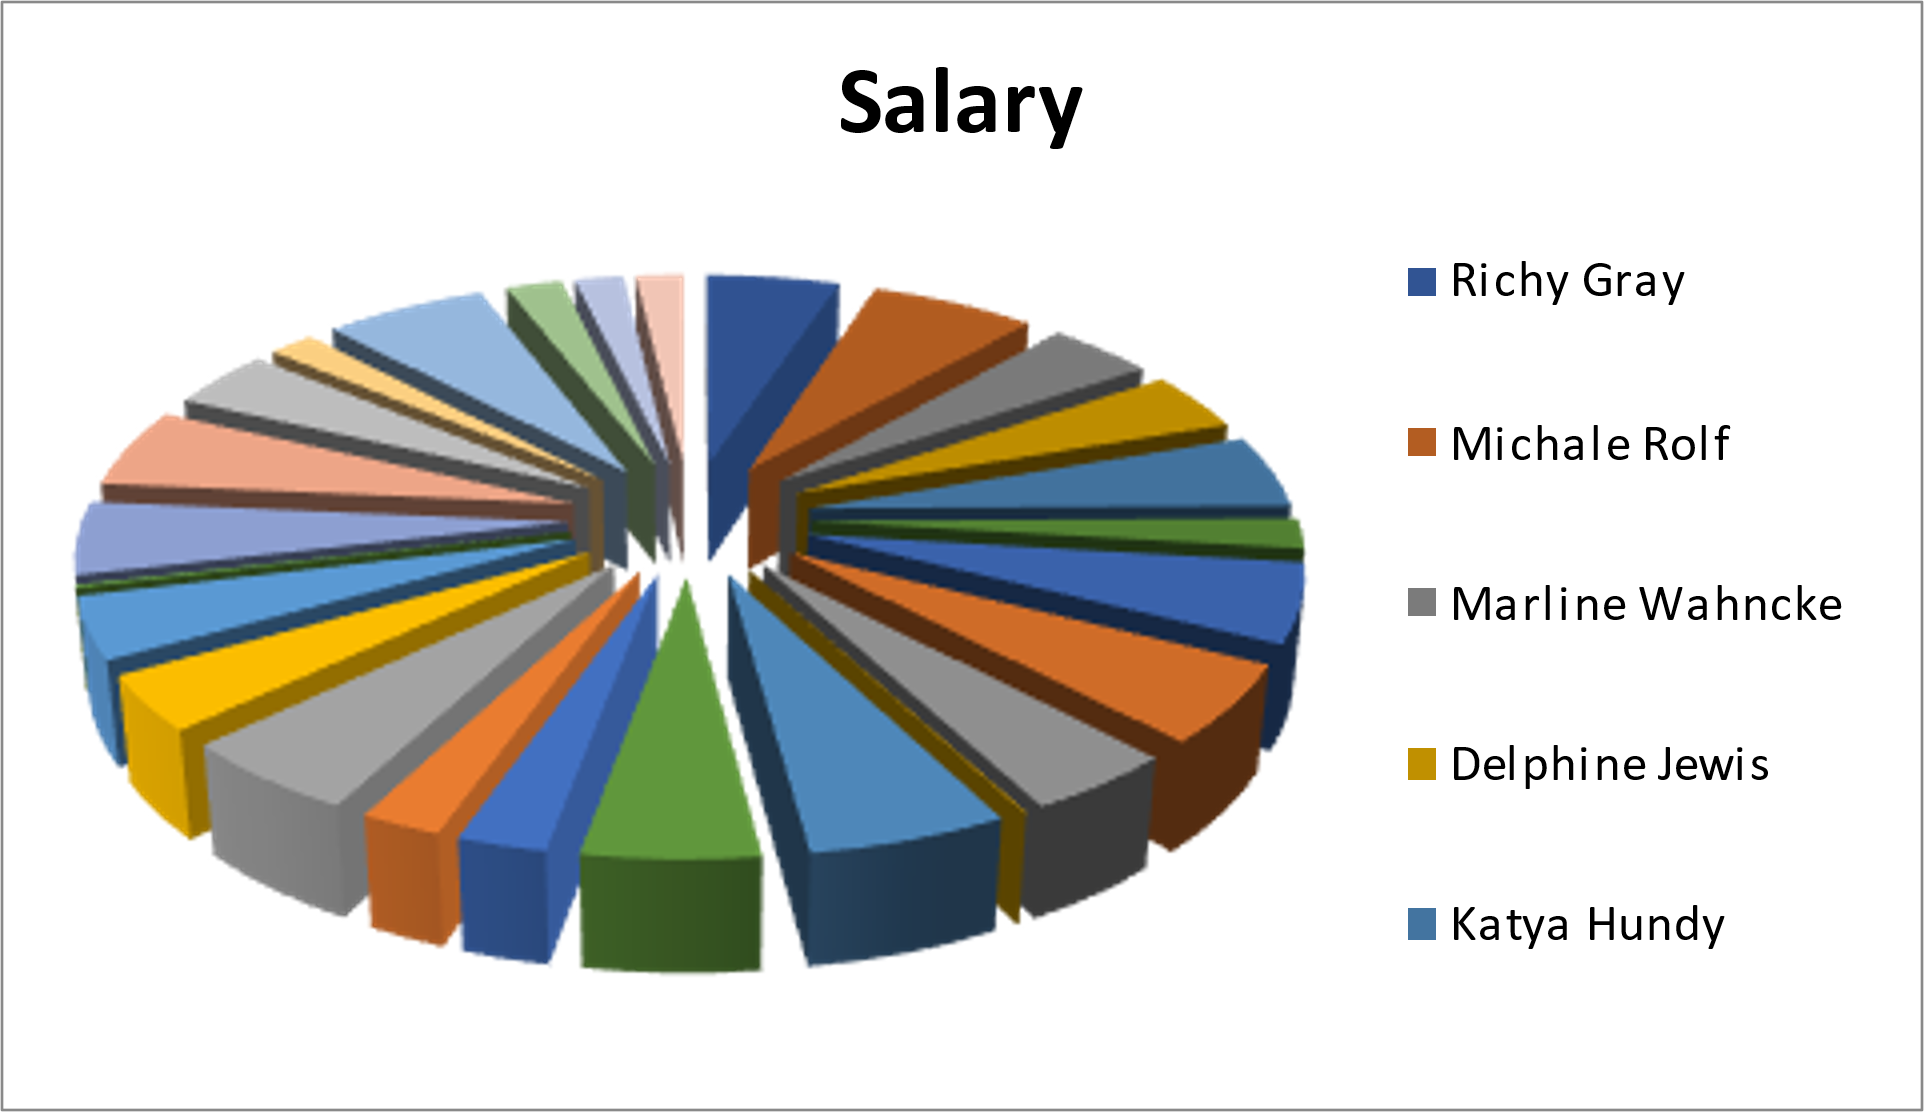 Salary
Richy Gray
Michale Rolf
Marline Wahncke
Delphine Jewis
Katya Hundy